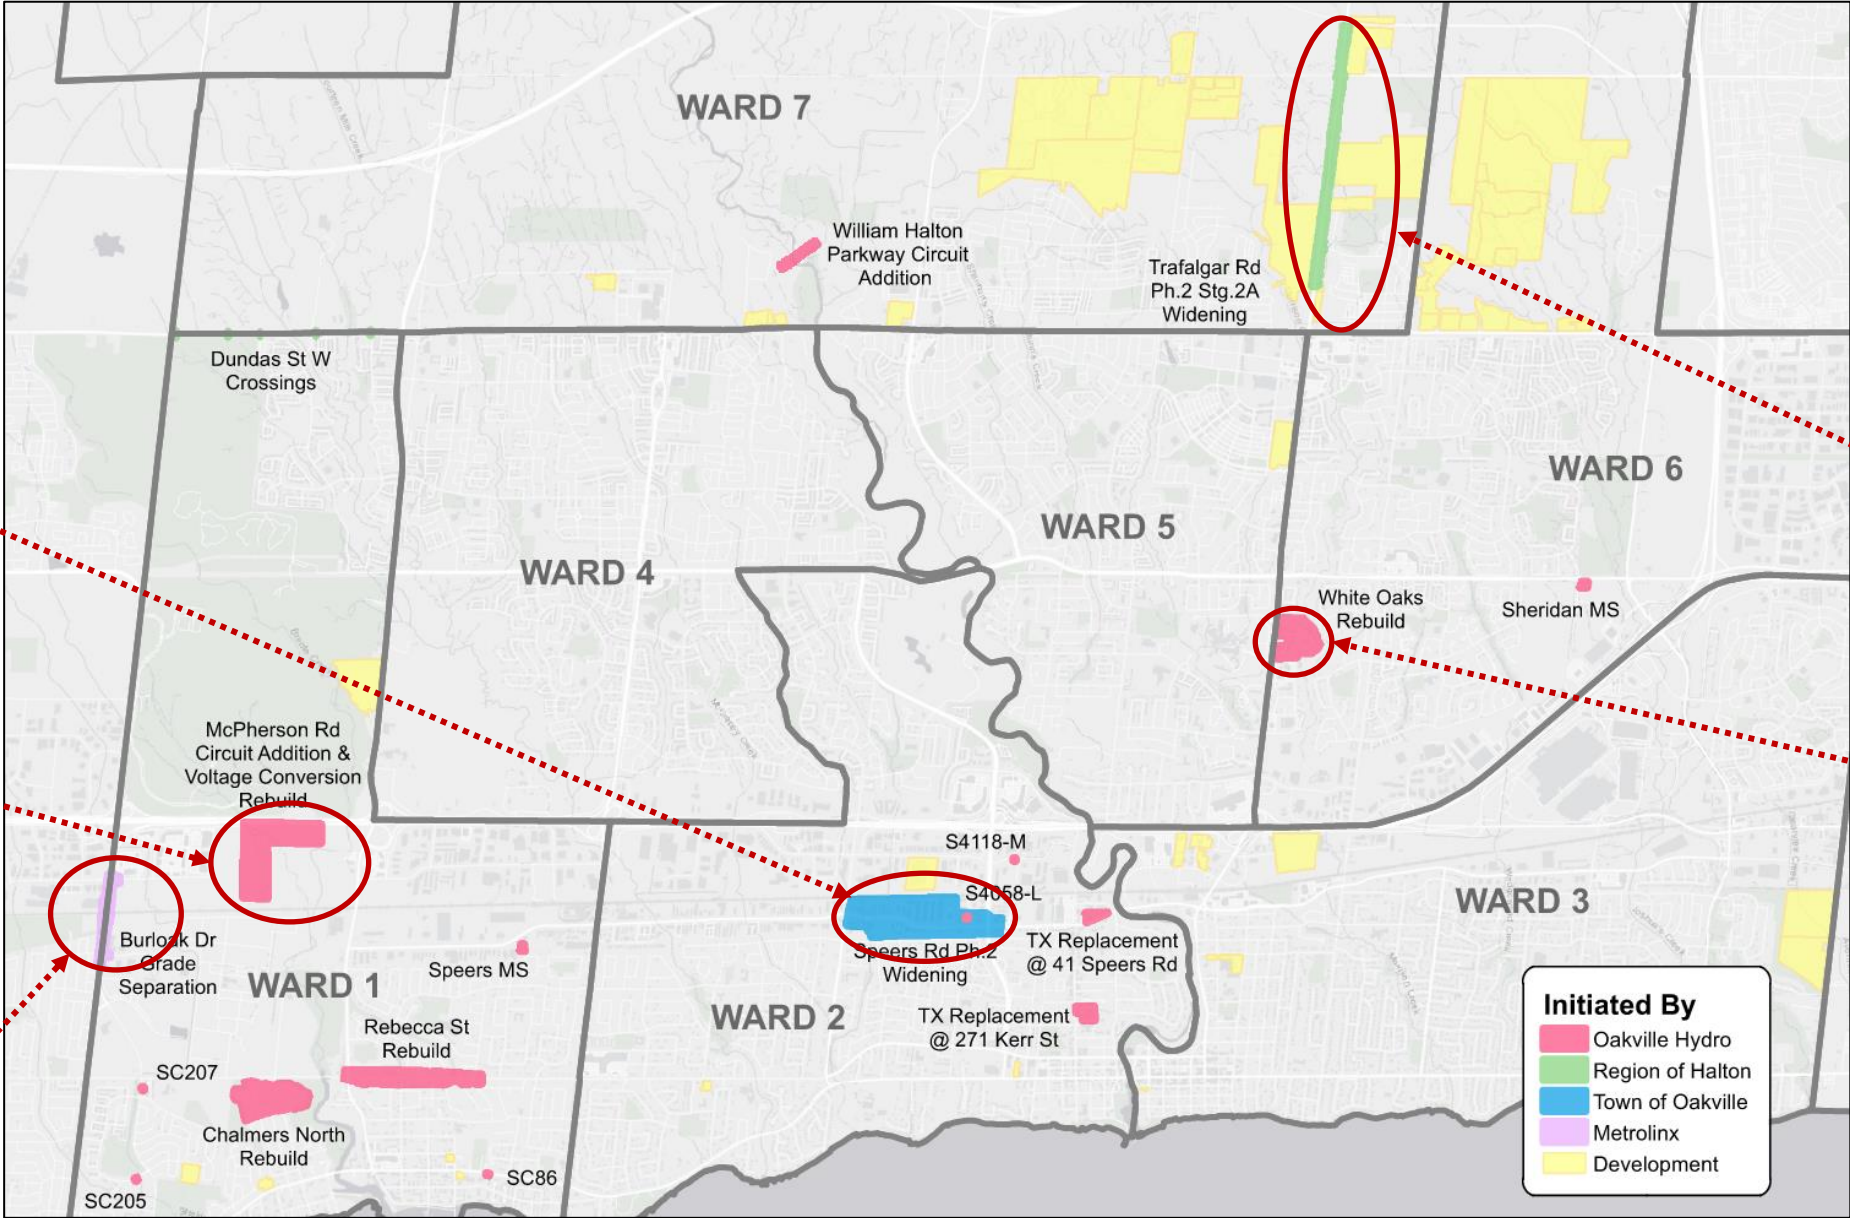 WARD 7
William Halton
Parkway Circuit
Addition
Trafalgar Rd
Ph.2 Stg.2A
Widening
Dundas St W
Crossings
WARD 6
WARD 5
WARD 4
White Oaks
Rebuild
Sheridan MS
McPherson Rd
Circuit Addition &
Voltage Conversion
Rebuild
S4118-M
S4058-L
WARD 3
Burloak Dr
Grade
Separation
Speers MS
Speers Rd Ph.2
Widening
TX Replacement
@ 41 Speers Rd
WARD 1
WARD 2
TX Replacement
@ 271 Kerr St
Rebecca St
Rebuild
SC207
Chalmers North
Rebuild
SC86
SC205
Initiated By
Oakville Hydro
Region of Halton
Town of Oakville
Metrolinx
Development